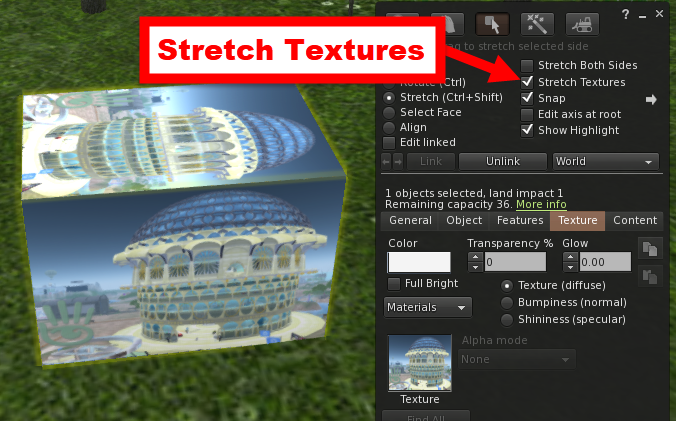 ? _ ×
Stretch Textures
to stretch selected side
Stretch Both Sides
Rotate (Ctrl)
Stretch Textures
Stretch (Ctrl+Shift)
Snap
Select Face
Edit axis at root
Align
Show Highlight
Edit linked
Link
Unlink
World
1 objects selected, land impact 1
Remaining capacity 36. More info
General
Object
Features
Texture
Content
Color
Transparency %
Glow
0
0.00
Full Bright
Texture (diffuse)
Materials
Bumpiness (normal)
Shininess (specular)
Alpha mode
None
Texture
Find All